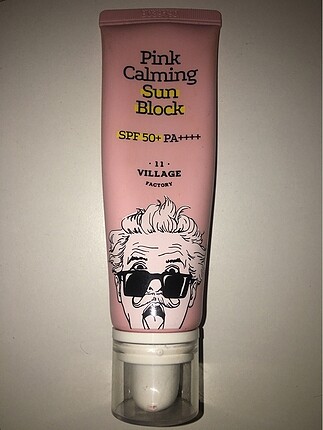 Pink
Calming
Sun
Block
SPF 50+ PA++++
· 11 ·
VILLAGE
FACTORY